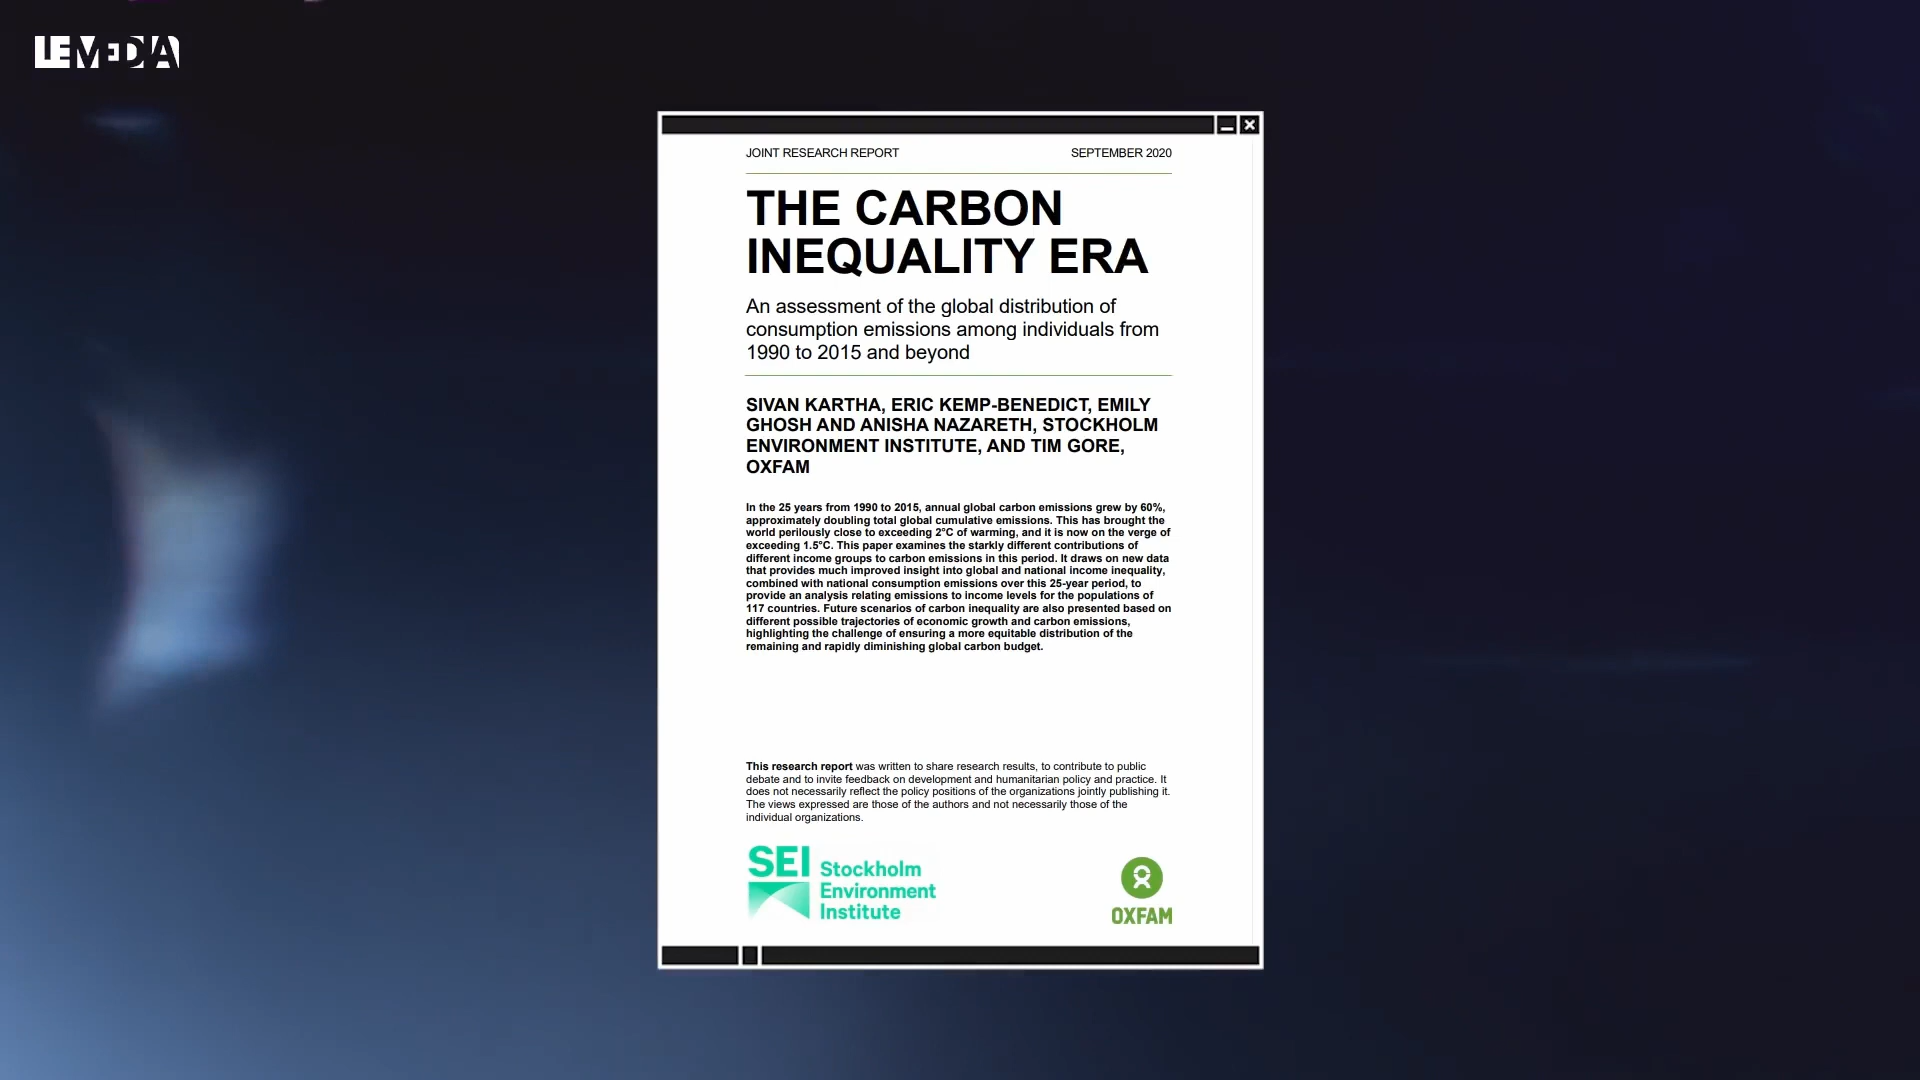 LEMEDIA
JOINT RESEARCH REPORT
SEPTEMBER 2020
THE CARBON
INEQUALITY ERA
An assessment of the global distribution of
consumption emissions among individuals from
1990 to 2015 and beyond
SIVAN KARTHA, ERIC KEMP-BENEDICT, EMILY
GHOSH AND ANISHA NAZARETH, STOCKHOLM
ENVIRONMENT INSTITUTE, AND TIM GORE,
OXFAM
In the 25 years from 1990 to 2015, annual global carbon emissions grew by 60%,
approximately doubling total global cumulative emissions. This has brought the
world perilously close to exceeding 2°C of warming, and it is now on the verge of
exceeding 1.5°C. This paper examines the starkly different contributions of
different income groups to carbon emissions in this period. It draws on new data
that provides much improved insight into global and national income inequality,
combined with national consumption emissions over this 25-year period, to
provide an analysis relating emissions to income levels for the populations of
117 countries. Future scenarios of carbon inequality are also presented based on
different possible trajectories of economic growth and carbon emissions,
highlighting the challenge of ensuring a more equitable distribution of the
remaining and rapidly diminishing global carbon budget.
This research report was written to share research results, to contribute to public
debate and to invite feedback on development and humanitarian policy and practice. It
does not necessarily reflect the policy positions of the organizations jointly publishing it.
The views expressed are those of the authors and not necessarily those of the
individual organizations.
SEI
Stockholm
Environment
Institute
OXFAM